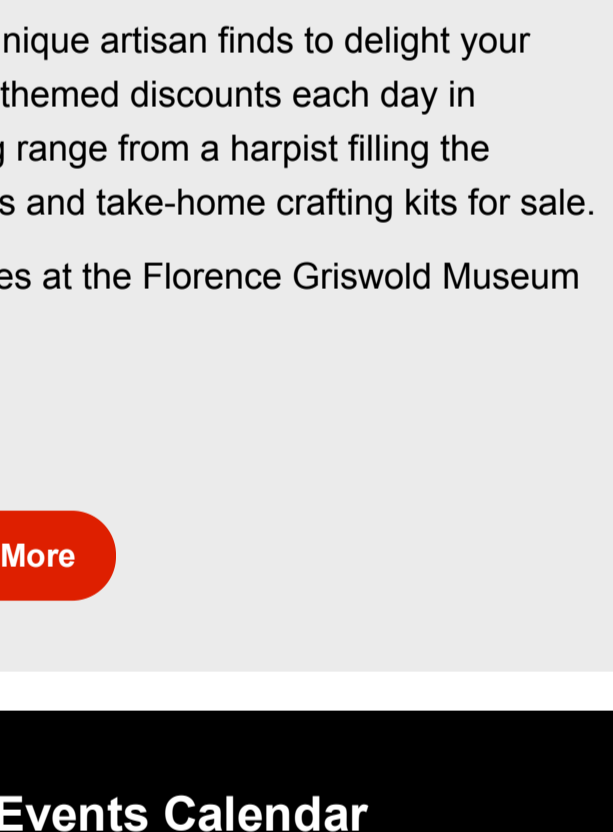 nique artisan finds to delight your
themed discounts each day in
g range from a harpist filling the
s and take-home crafting kits for sale.
es at the Florence Griswold Museum
More
Events Calendar